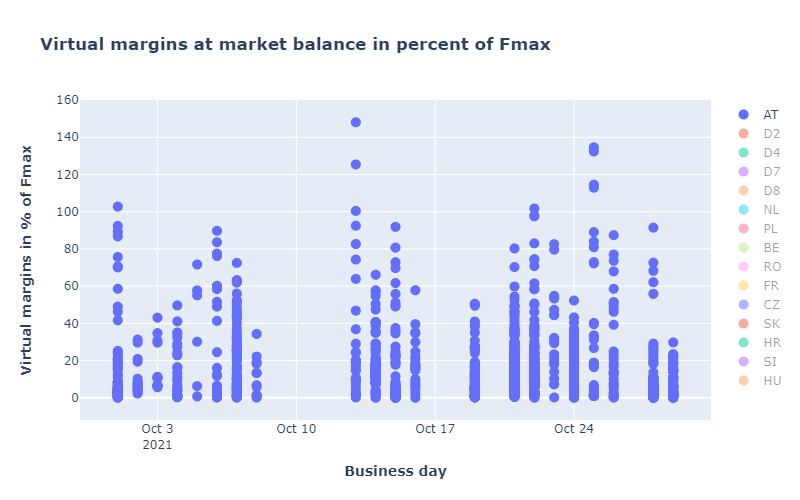 Virtual margins at market balance in percent of Fmax
Virtual margins in % of Fmax
160
140
120
100
80
60
40
20
0
Oct 3
2021
Oct 10
Oct 17
Oct 24
Business day
AT
D2
D4
D7
D8
NL
PL
BE
RO
FR
CZ
SK
HR
SI
HU